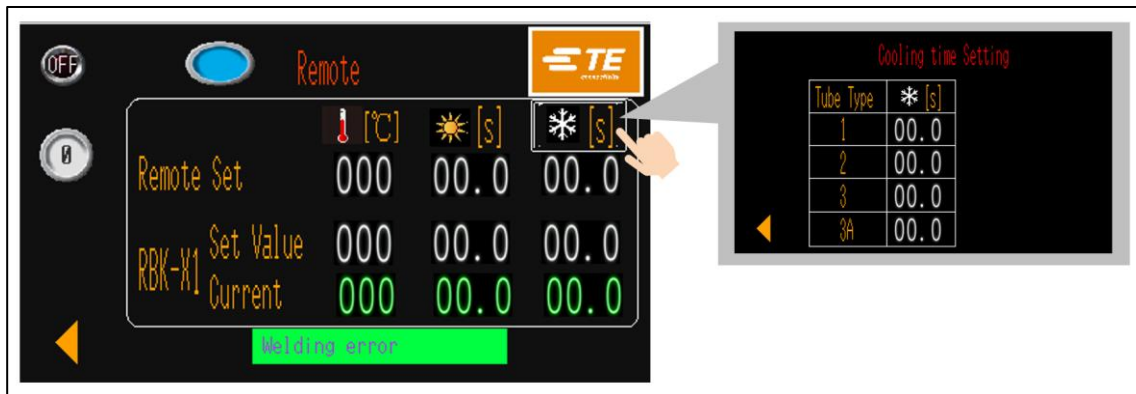 OFF
Remote
TE
[℃] [s] [s]
0
Remote Set 000 00.0 00.0
RBK-X1
Set Value 000 00.0 00.0
Current 000 00.0 00.0
Welding error
Cooling time Setting
Tube Type [s]
1 00.0
2 00.0
3 00.0
3A 00.0